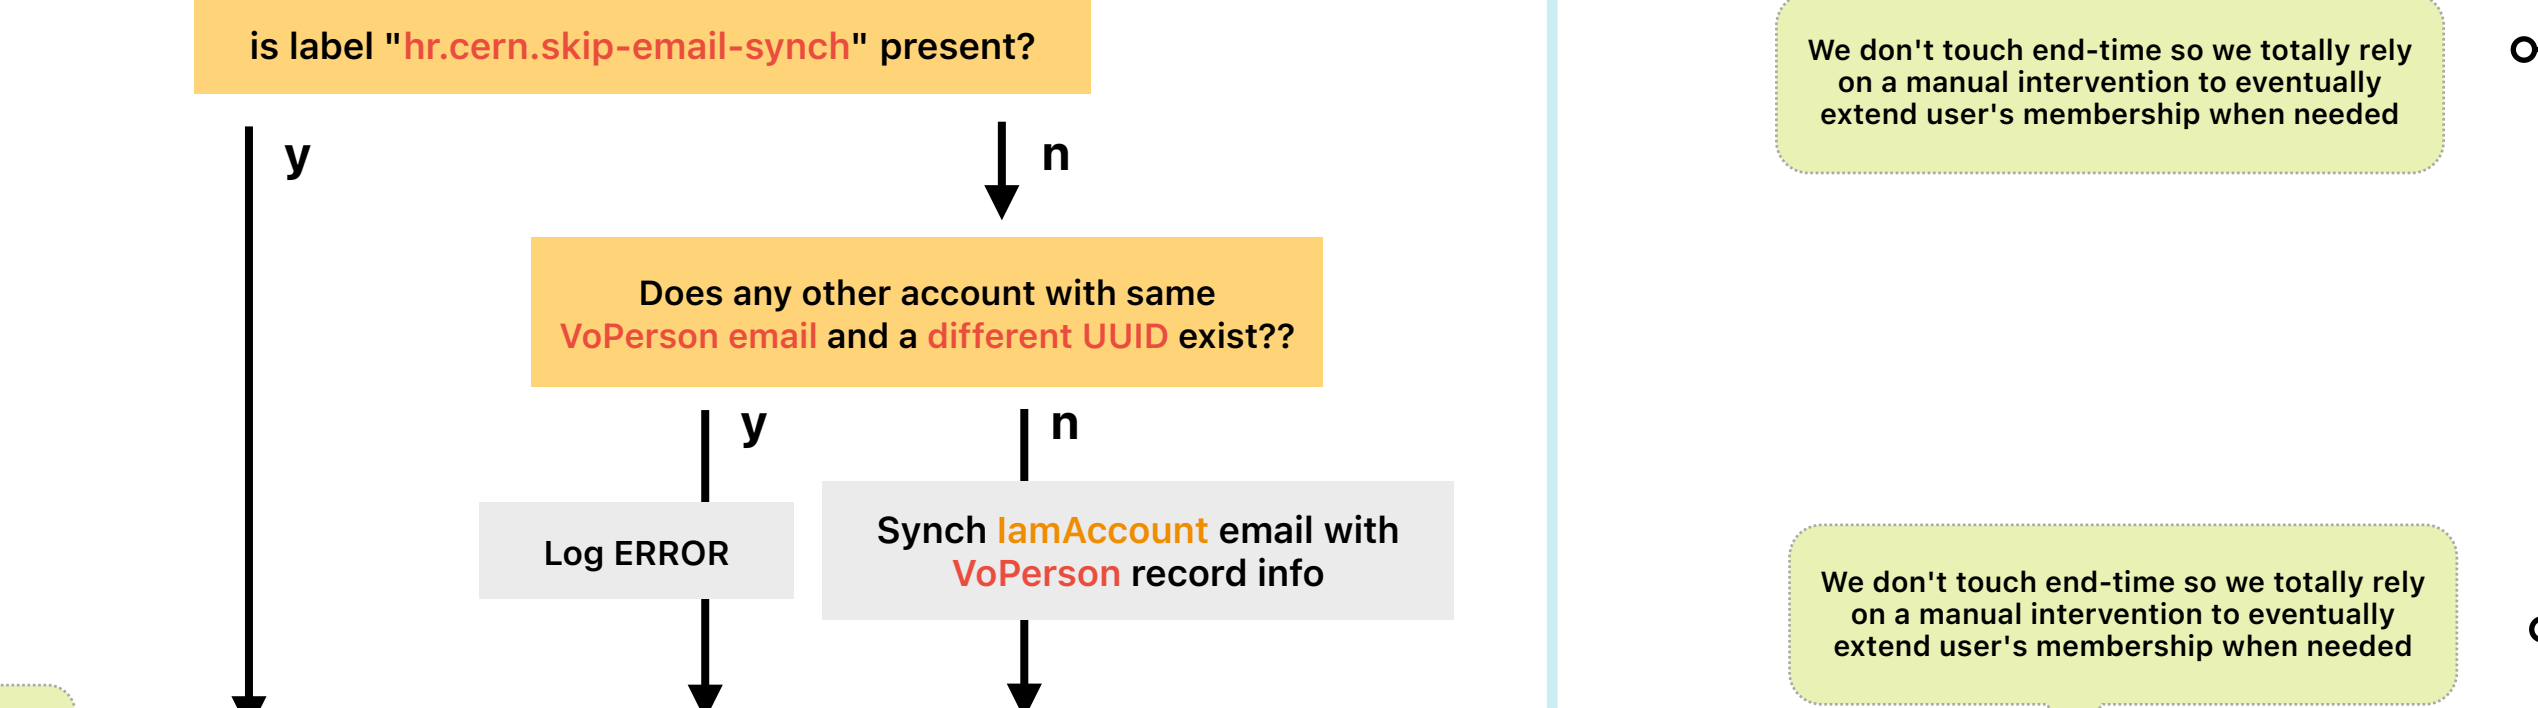 is label "hr.cern.skip-email-synch" present?
y
n
Does any other account with same
VoPerson email and a different UUID exist??
y
n
Log ERROR
Synch IamAccount email with
VoPerson record info
We don't touch end-time so we totally rely
on a manual intervention to eventually
extend user's membership when needed
We don't touch end-time so we totally rely
on a manual intervention to eventually
extend user's membership when needed